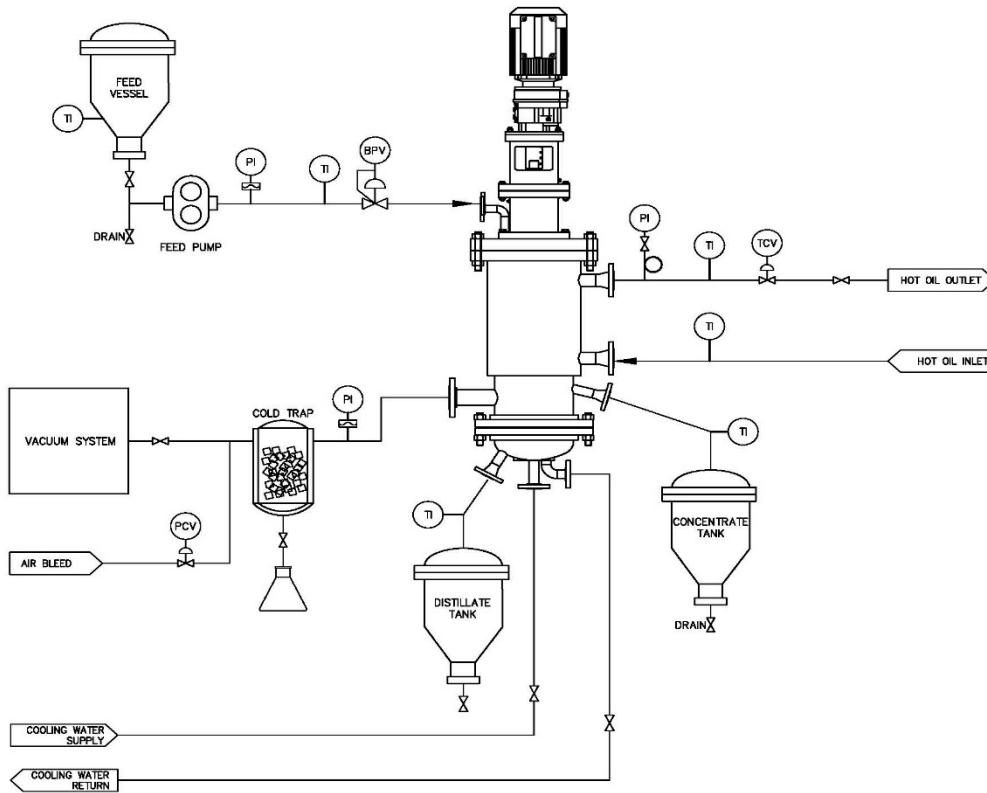 FEED
VESSEL
TI
PI
TI
BPV
DRAIN
FEED PUMP
PI
TI
TCV
HOT OIL OUTLET
TI
HOT OIL INLET
VACUUM SYSTEM
COLD TRAP
PI
TI
PCV
AIR BLEED
TI
CONCENTRATE
TANK
DRAIN
DISTILLATE
TANK
COOLING WATER
SUPPLY
COOLING WATER
RETURN